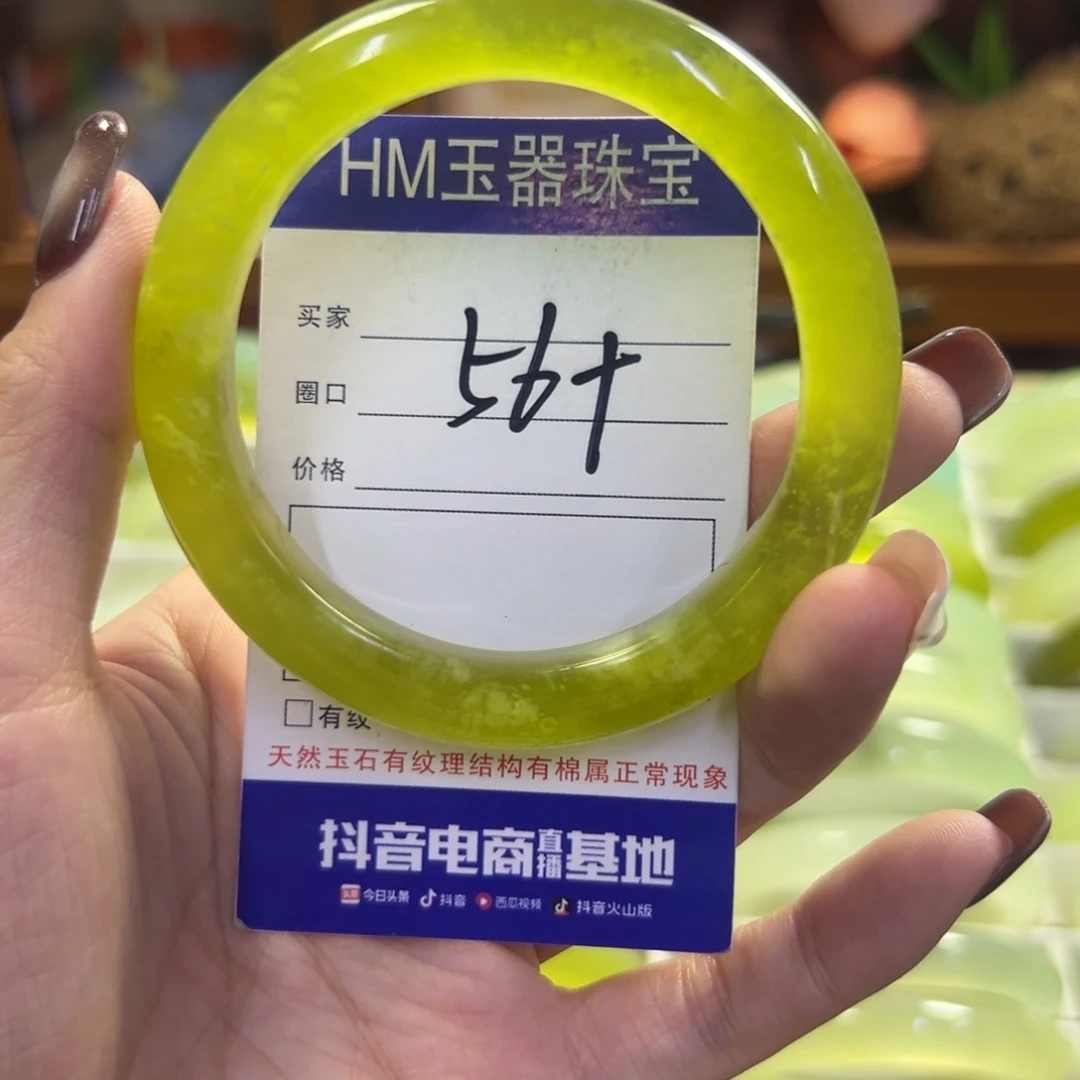 HM玉器珠宝
买家
圈口
56+
价格
有纹
天然玉石有纹理结构有棉属正常现象
抖音电商直播基地
头条 今日头条 抖音 西瓜视频 抖音火山版